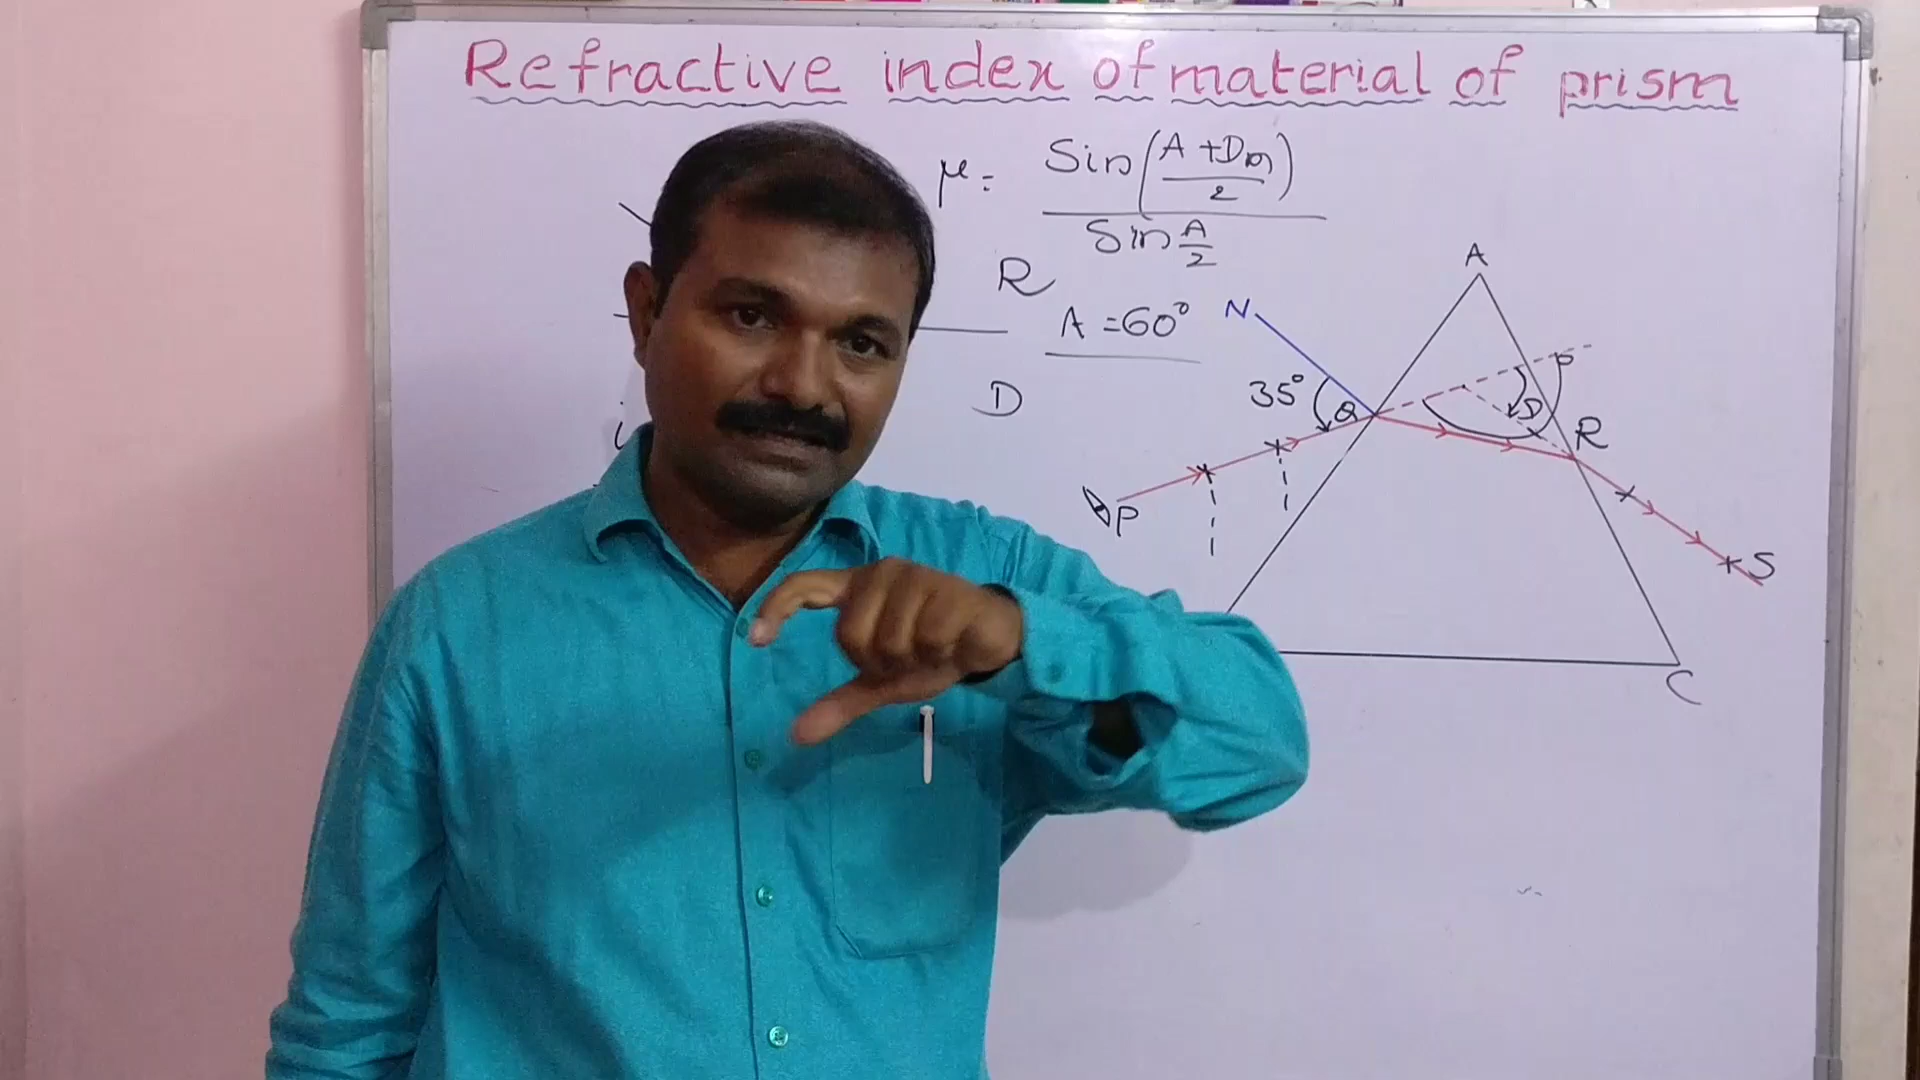 Refractive index of material of prism
μ = Sin(A+Dm/2)
Sin A/2
R
A = 60°
D
A
N
35°
Q
D
R
P
S
C